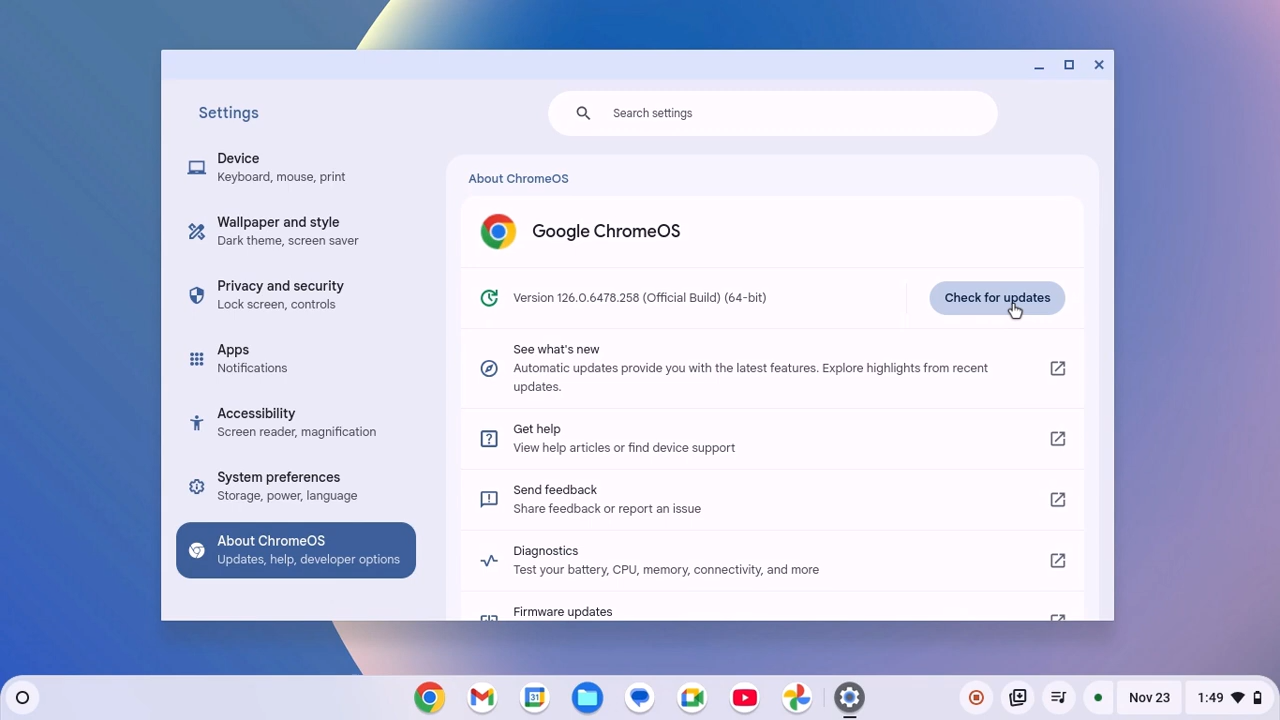 Settings
Search settings
Device
Keyboard, mouse, print
Wallpaper and style
Dark theme, screen saver
Privacy and security
Lock screen, controls
Apps
Notifications
Accessibility
Screen reader, magnification
System preferences
Storage, power, language
About ChromeOS
Updates, help, developer options
About ChromeOS
Google ChromeOS
Version 126.0.6478.258 (Official Build) (64-bit)
Check for updates
See what's new
Automatic updates provide you with the latest features. Explore highlights from recent
updates.
Get help
View help articles or find device support
Send feedback
Share feedback or report an issue
Diagnostics
Test your battery, CPU, memory, connectivity, and more
Firmware updates
31
Nov 23
1:49